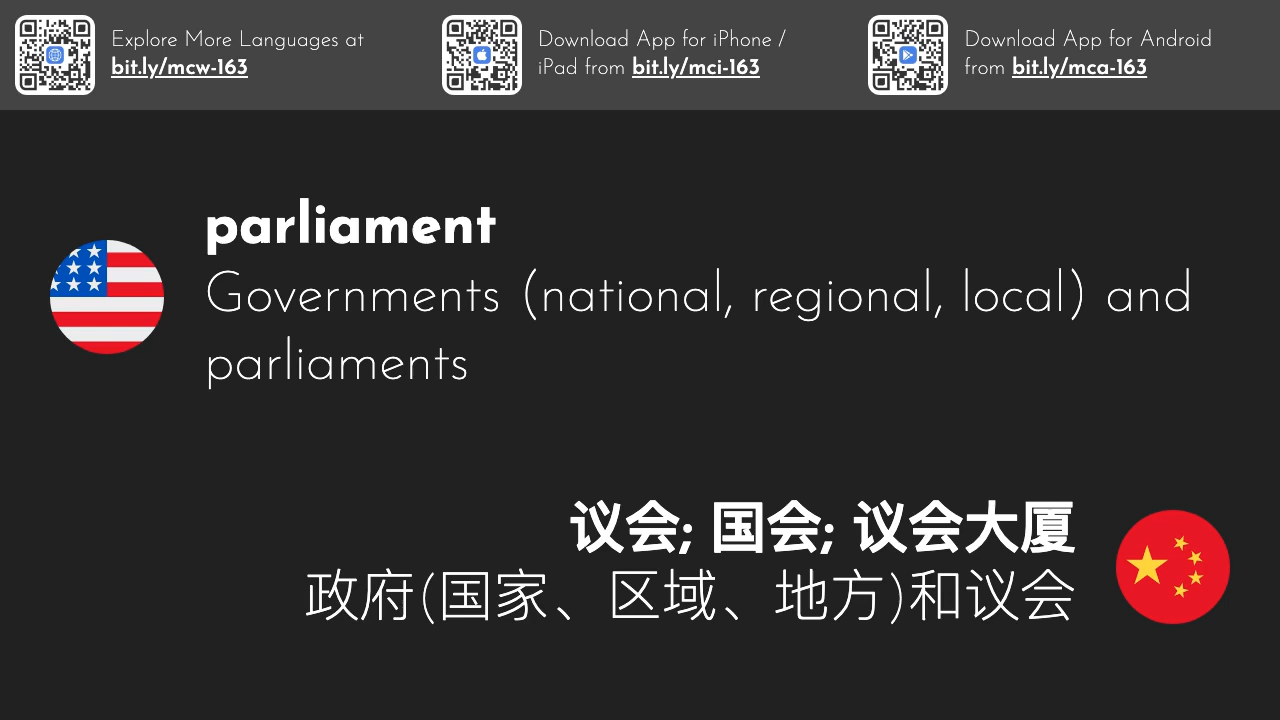 Explore More Languages at
bit.ly/mcw-163
Download App for iPhone /
iPad from bit.ly/mci-163
Download App for Android
from bit.ly/mca-163
parliament
Governments (national, regional, local) and
parliaments
议会; 国会; 议会大厦
政府(国家、区域、地方)和议会